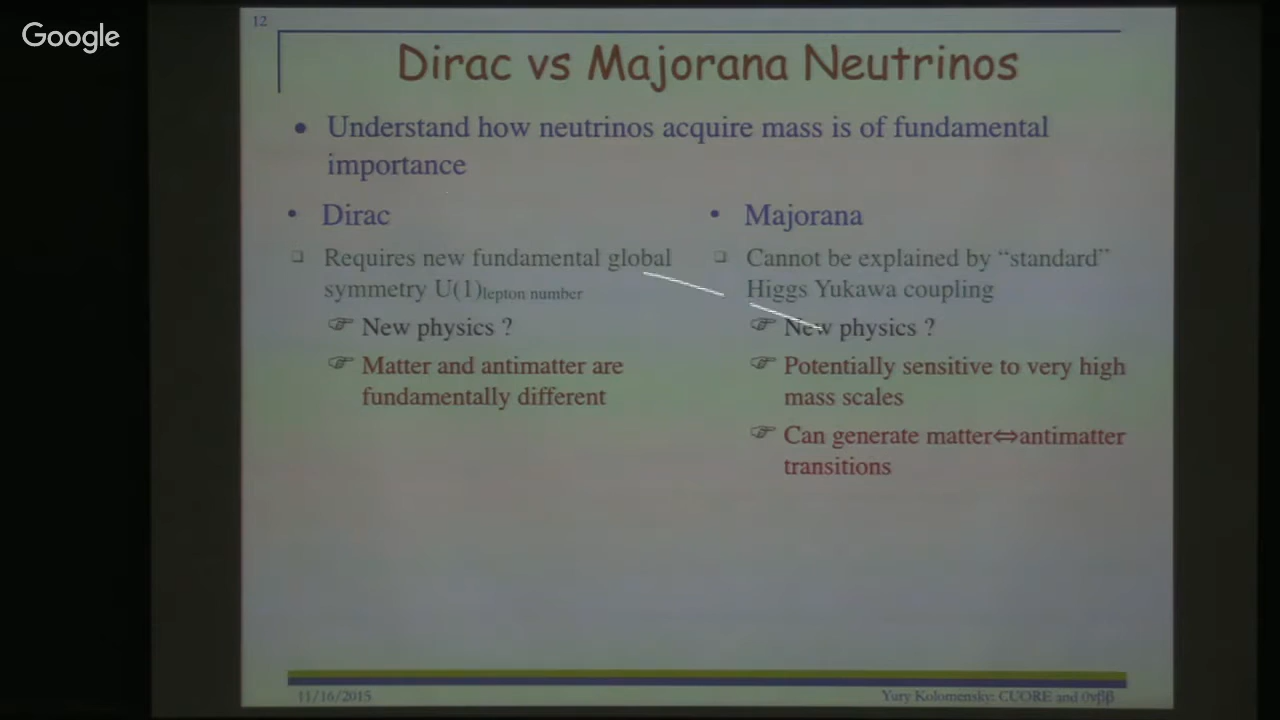 Google
12
Dirac vs Majorana Neutrinos
• Understand how neutrinos acquire mass is of fundamental
importance
• Dirac
❑ Requires new fundamental global
symmetry U(1)lepton number
☞ New physics ?
☞ Matter and antimatter are
fundamentally different
• Majorana
❑ Cannot be explained by “standard”
Higgs Yukawa coupling
☞ New physics ?
☞ Potentially sensitive to very high
mass scales
☞ Can generate matter⇔antimatter
transitions
11/16/2015
Yury Kolomensky: CUORE and 0νββ